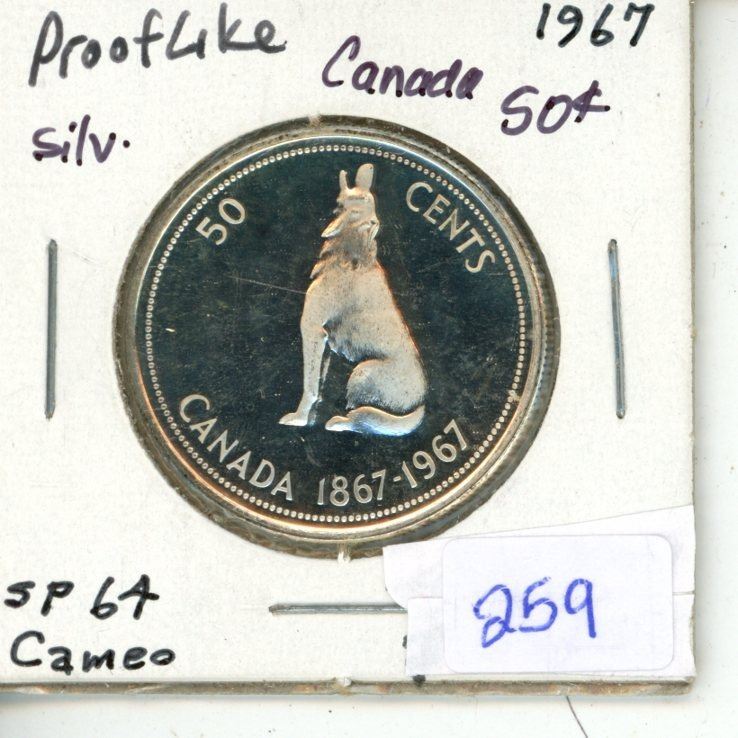 Prooflike
1967
Canada
50¢
silv.
50 CENTS
CANADA 1867-1967
SP 64
Cameo
259